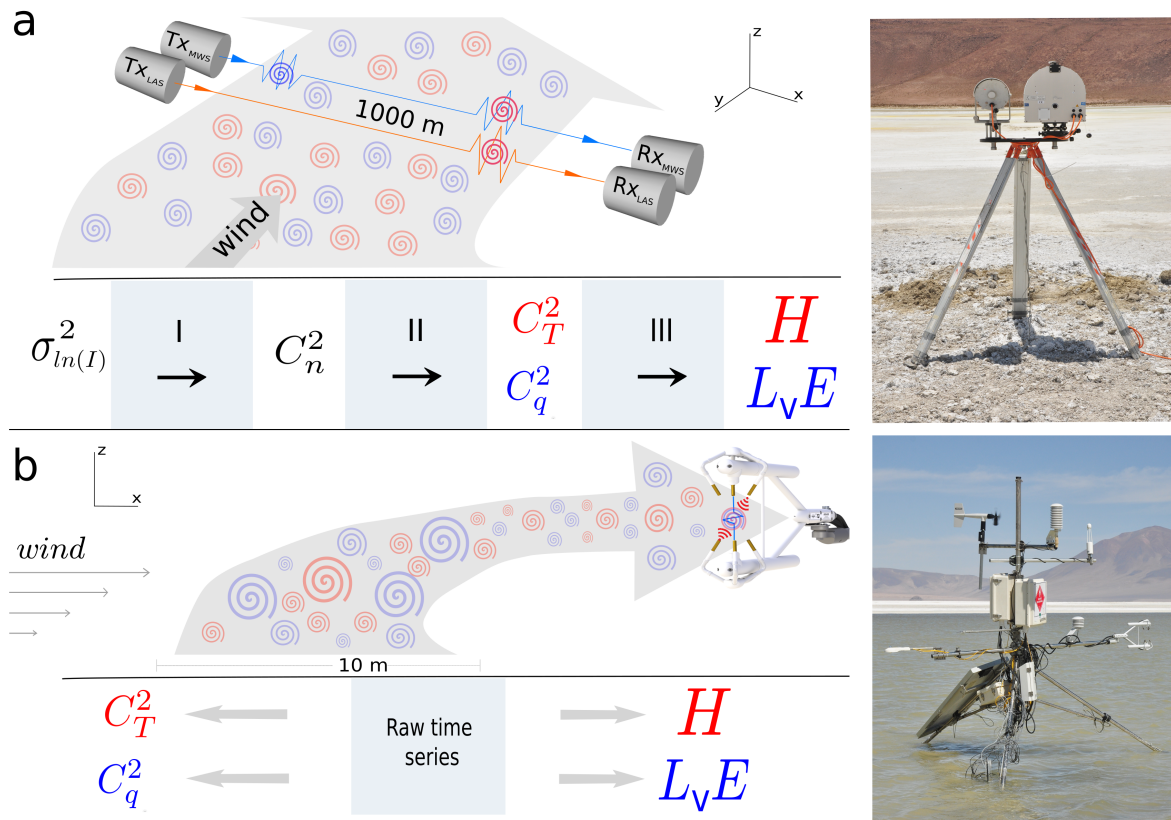 a
Tx_MWS
Tx_LAS
1000 m
Rx_MWS
Rx_LAS
wind
z
y
x
I
II
III
σ²_ln(I)
C²_n
C²_T
C²_q
H
L_vE
b
z
x
wind
10 m
C²_T
C²_q
Raw time
series
H
L_vE